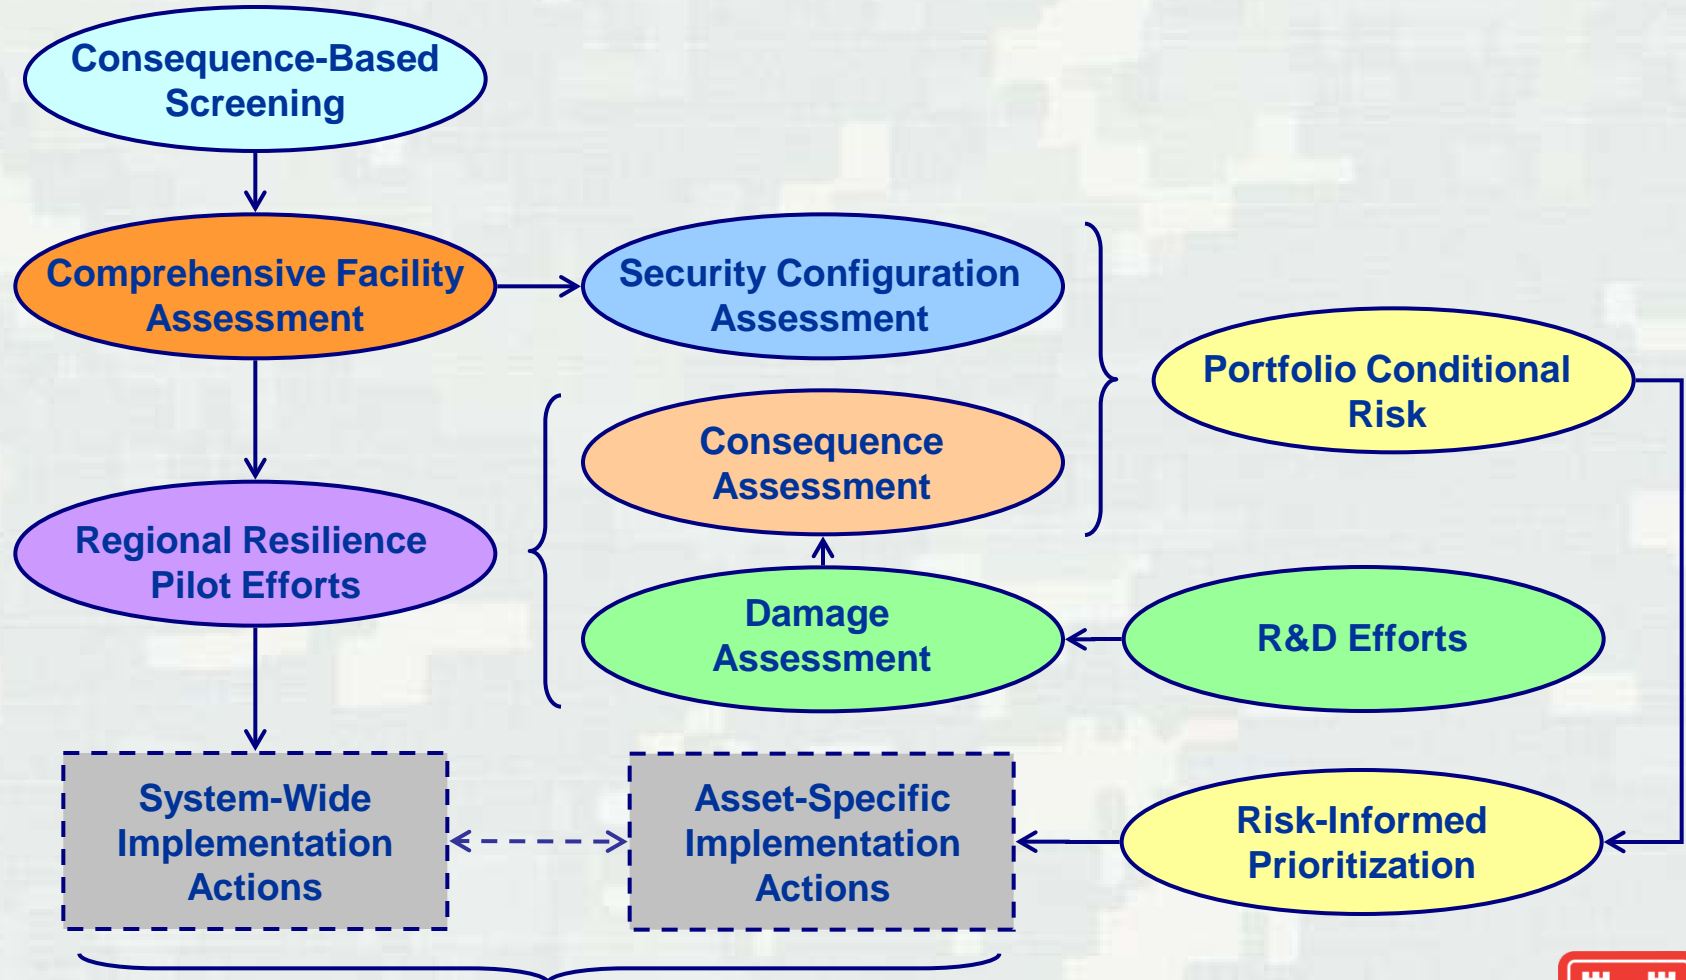 Consequence-Based
Screening
Comprehensive Facility
Assessment
Security Configuration
Assessment
Portfolio Conditional
Risk
Consequence
Assessment
Regional Resilience
Pilot Efforts
Damage
Assessment
R&D Efforts
System-Wide
Implementation
Actions
Asset-Specific
Implementation
Actions
Risk-Informed
Prioritization